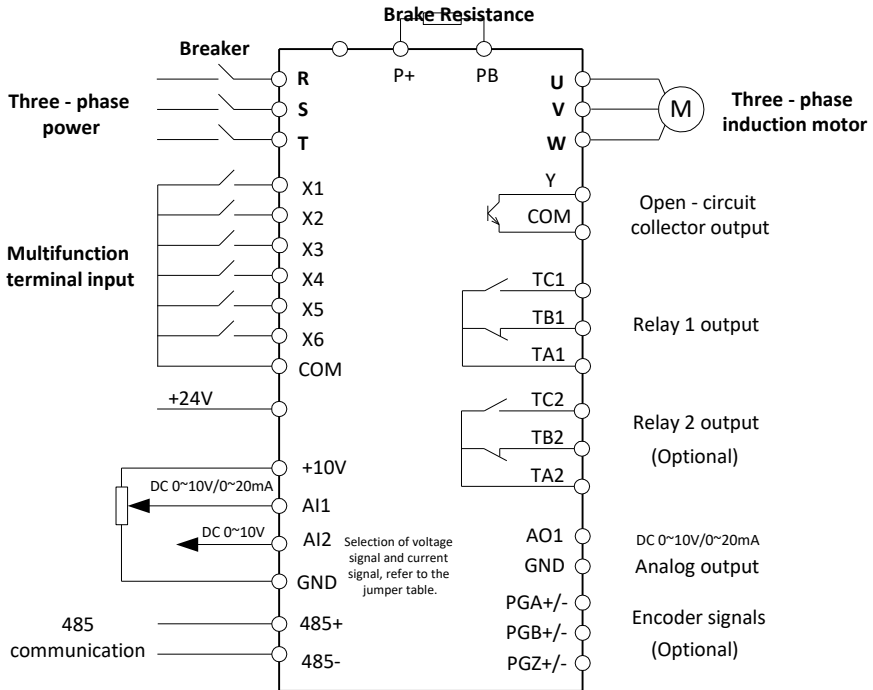 Brake Resistance
Breaker
P+
PB
R
S
T
Three - phase
power
U
V
W
M
Three - phase
induction motor
X1
X2
X3
X4
X5
X6
COM
Multifunction
terminal input
Y
COM
Open - circuit
collector output
TC1
TB1
TA1
Relay 1 output
+24V
TC2
TB2
TA2
Relay 2 output
(Optional)
+10V
DC 0~10V/0~20mA
AI1
DC 0~10V
AI2
GND
Selection of voltage
signal and current
signal, refer to the
jumper table.
AO1
GND
DC 0~10V/0~20mA
Analog output
485
communication
485+
485-
PGA+/-
PGB+/-
PGZ+/-
Encoder signals
(Optional)